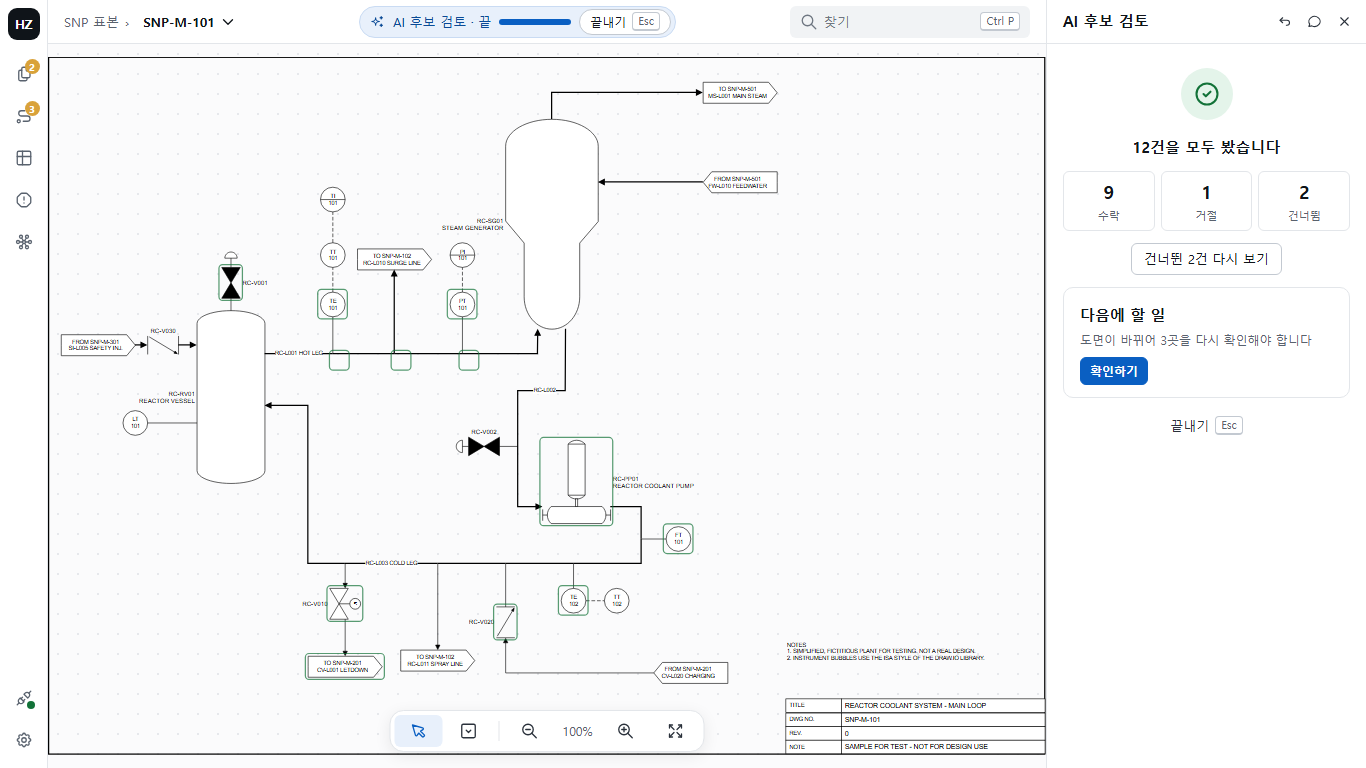 HZ
SNP 표본 ›
SNP-M-101
AI 후보 검토 · 끝
끝내기 Esc
찾기
Ctrl P
AI 후보 검토
2
3
TO SNP-M-501
MS-L001 MAIN STEAM
FROM SNP-M-501
FW-L010 FEEDWATER
RC-SG01
STEAM GENERATOR
TI
101
TT
101
TE
101
TO SNP-M-102
RC-L010 SURGE LINE
PI
101
PT
101
RC-V001
FROM SNP-M-301
SI-L005 SAFETY INJ.
RC-V030
RC-L001 HOT LEG
RC-RV01
REACTOR VESSEL
LT
101
RC-L002
RC-V002
RC-PP01
REACTOR COOLANT PUMP
FT
101
RC-L003 COLD LEG
RC-V010
RC-V020
TE
102
TT
102
TO SNP-M-201
CV-L001 LETDOWN
TO SNP-M-102
RC-L011 SPRAY LINE
FROM SNP-M-201
CV-L020 CHARGING
NOTES
1. SIMPLIFIED, FICTITIOUS PLANT FOR TESTING. NOT A REAL DESIGN.
2. INSTRUMENT BUBBLES USE THE ISA STYLE OF THE DRAW.IO LIBRARY.
TITLE REACTOR COOLANT SYSTEM - MAIN LOOP
DWG NO. SNP-M-101
REV. 0
NOTE SAMPLE FOR TEST - NOT FOR DESIGN USE
100%
12건을 모두 봤습니다
9
수락
1
거절
2
건너뜀
건너뛴 2건 다시 보기
다음에 할 일
도면이 바뀌어 3곳을 다시 확인해야 합니다
확인하기
끝내기 Esc